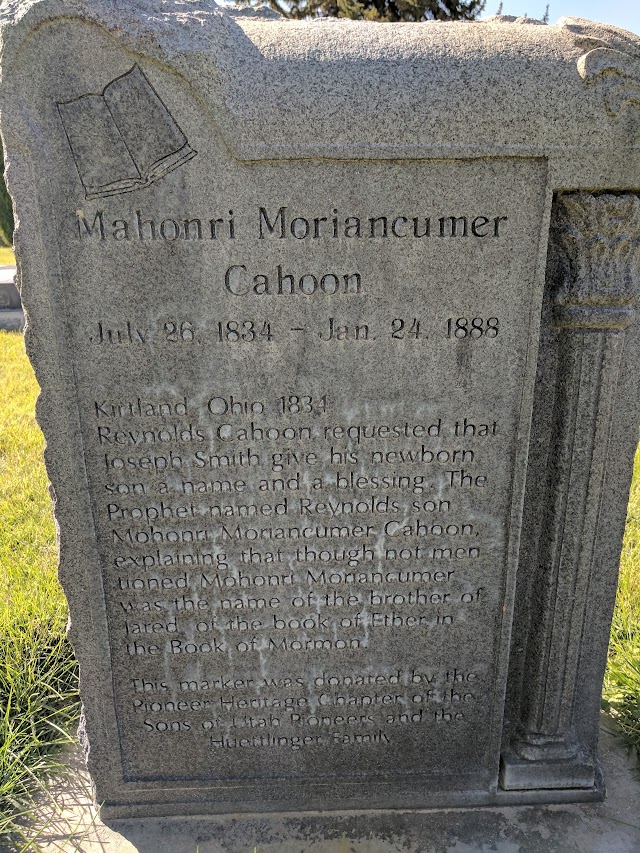 Mahonri Moriancumer
Cahoon
July 26 1834 - Jan. 24. 1888
Kirtland, Ohio 1834
Reynolds Cahoon requested that
Joseph Smith give his newborn
son a name and a blessing. The
Prophet named Reynolds son
Mohonri Moriancumer Cahoon,
explaining that though not men
tioned Mohonri Moriancumer
was the name of the brother of
Jared, of the book of Ether in
the Book of Mormon.
This marker was donated by the
Pioneer Heritage Chapter of the
Sons of Utah Pioneers and the
Huettlinger Family